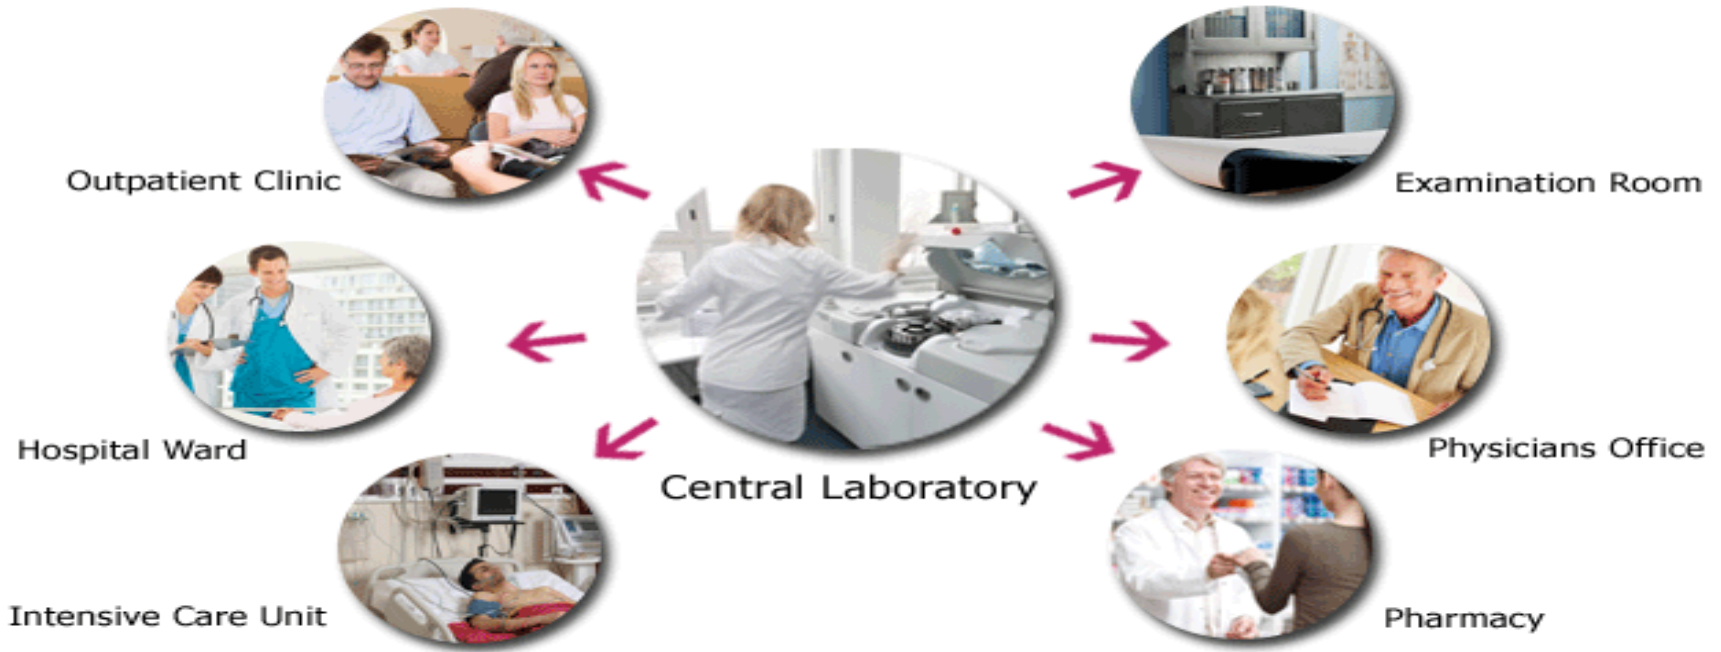 Outpatient Clinic
Examination Room
Hospital Ward
Physicians Office
Central Laboratory
Intensive Care Unit
Pharmacy